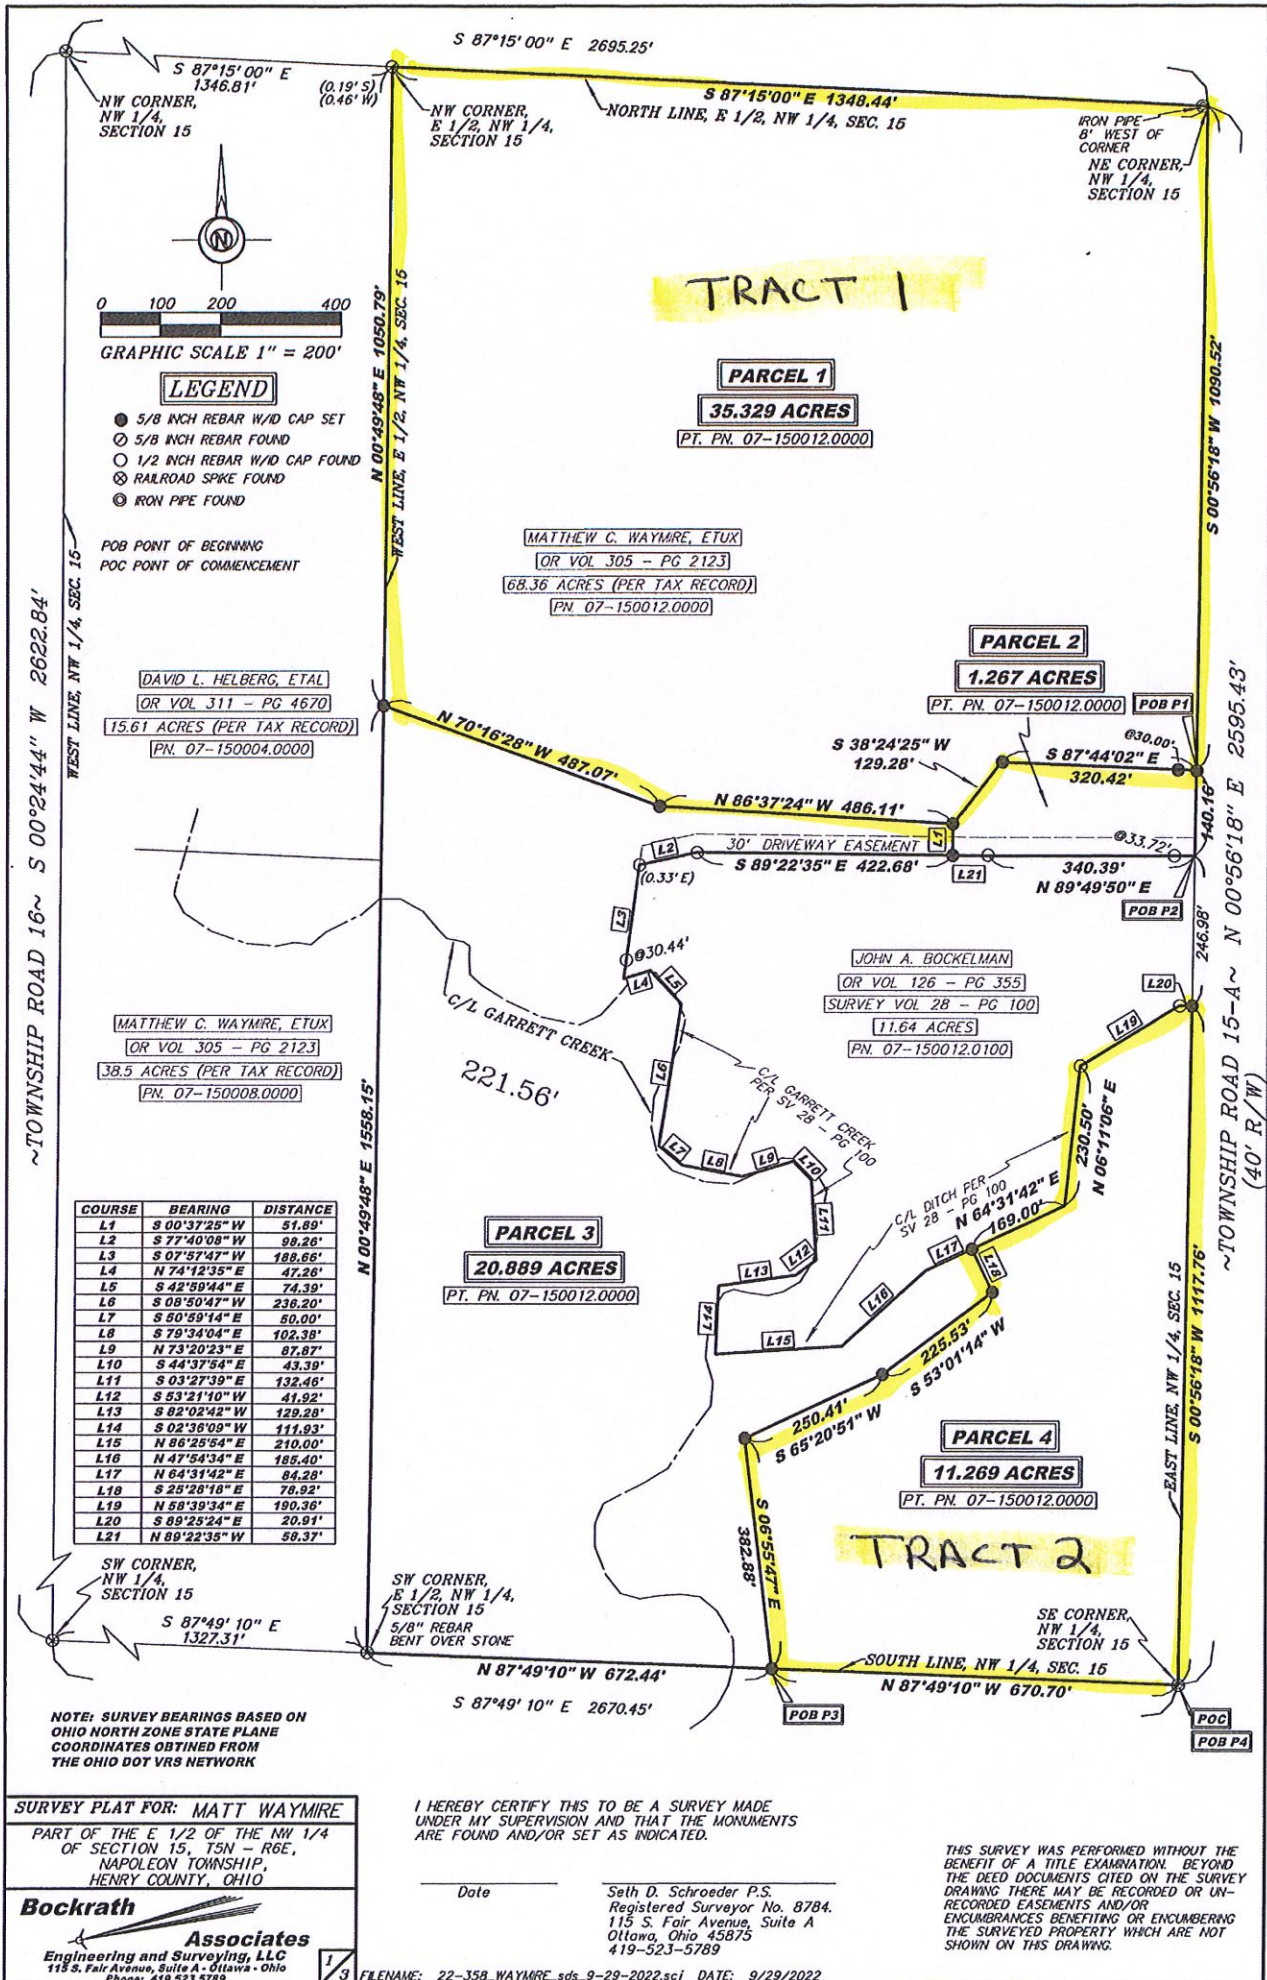 S 87°15'00" E 2695.25'
S 87°15'00" E
1346.81'
(0.19' S)
(0.46' W)
NW CORNER,
NW 1/4,
SECTION 15
NW CORNER,
E 1/2, NW 1/4,
SECTION 15
S 87°15'00" E 1348.44'
NORTH LINE, E 1/2, NW 1/4, SEC. 15
IRON PIPE
8' WEST OF
CORNER
NE CORNER,
NW 1/4,
SECTION 15
N
0 100 200 400
GRAPHIC SCALE 1" = 200'
LEGEND
5/8 INCH REBAR W/ID CAP SET
5/8 INCH REBAR FOUND
1/2 INCH REBAR W/ID CAP FOUND
RAILROAD SPIKE FOUND
IRON PIPE FOUND
POB POINT OF BEGINNING
POC POINT OF COMMENCEMENT
N 00°49'48" E 1050.79'
WEST LINE, E 1/2, NW 1/4, SEC. 15
TRACT 1
PARCEL 1
35.329 ACRES
PT. PN. 07-150012.0000
S 00°56'18" W 1090.52'
MATTHEW C. WAYMIRE, ETUX
OR VOL 305 - PG 2123
68.36 ACRES (PER TAX RECORD)
PN. 07-150012.0000
~TOWNSHIP ROAD 16~ S 00°24'44" W 2622.84'
WEST LINE, NW 1/4, SEC. 15
DAVID L. HELBERG, ETAL
OR VOL 311 - PG 4670
15.61 ACRES (PER TAX RECORD)
PN. 07-150004.0000
PARCEL 2
1.267 ACRES
PT. PN. 07-150012.0000
POB P1
@30.00'
S 38°24'25" W
129.28'
S 87°44'02" E
320.42'
N 70°16'28" W 487.07'
N 86°37'24" W 486.11'
140.16'
L1
L2
30' DRIVEWAY EASEMENT
@33.72'
(0.33' E)
S 89°22'35" E 422.68'
L21
340.39'
N 89°49'50" E
POB P2
L3
@30.44'
L4
L5
246.98'
~TOWNSHIP ROAD 15-A~ N 00°56'18" E 2595.43'
(40' R/W)
JOHN A. BOCKELMAN
OR VOL 126 - PG 355
SURVEY VOL 28 - PG 100
11.64 ACRES
PN. 07-150012.0100
L20
L19
C/L GARRETT CREEK
MATTHEW C. WAYMIRE, ETUX
OR VOL 305 - PG 2123
38.5 ACRES (PER TAX RECORD)
PN. 07-150008.0000
221.56'
L6
C/L GARRETT CREEK
PER SV 28 - PG 100
230.50'
N 06°11'06" E
N 00°49'48" E 1558.15'
L7
L8
L9
L10
L11
L12
L13
L14
L15
L16
L17
L18
C/L DITCH PER
SV 28 - PG 100
N 64°31'42" E
169.00'
COURSE BEARING DISTANCE
L1 S 00°37'25" W 51.89'
L2 S 77°40'08" W 98.26'
L3 S 07°57'47" W 188.66'
L4 N 74°12'35" E 47.26'
L5 S 42°59'44" E 74.39'
L6 S 08°50'47" W 236.20'
L7 S 50°59'14" E 50.00'
L8 S 79°34'04" E 102.38'
L9 N 73°20'23" E 87.87'
L10 S 44°37'54" E 43.39'
L11 S 03°27'39" E 132.46'
L12 S 53°21'10" W 41.92'
L13 S 82°02'42" W 129.28'
L14 S 02°36'09" W 111.93'
L15 N 86°25'54" E 210.00'
L16 N 47°54'34" E 185.40'
L17 N 64°31'42" E 84.28'
L18 S 25°28'18" E 78.92'
L19 N 58°39'34" E 190.36'
L20 S 89°25'24" E 20.91'
L21 N 89°22'35" W 58.37'
PARCEL 3
20.889 ACRES
PT. PN. 07-150012.0000
225.53'
S 53°01'14" W
250.41'
S 65°20'51" W
EAST LINE, NW 1/4, SEC. 15
S 00°56'18" W 1117.76'
PARCEL 4
11.269 ACRES
PT. PN. 07-150012.0000
TRACT 2
S 06°55'47" E
382.88'
SW CORNER,
NW 1/4,
SECTION 15
S 87°49'10" E
1327.31'
SW CORNER,
E 1/2, NW 1/4,
SECTION 15
5/8" REBAR
BENT OVER STONE
SE CORNER,
NW 1/4,
SECTION 15
SOUTH LINE, NW 1/4, SEC. 15
N 87°49'10" W 672.44'
N 87°49'10" W 670.70'
S 87°49'10" E 2670.45'
POB P3
POC
POB P4
NOTE: SURVEY BEARINGS BASED ON
OHIO NORTH ZONE STATE PLANE
COORDINATES OBTINED FROM
THE OHIO DOT VRS NETWORK
SURVEY PLAT FOR: MATT WAYMIRE
PART OF THE E 1/2 OF THE NW 1/4
OF SECTION 15, T5N - R6E,
NAPOLEON TOWNSHIP,
HENRY COUNTY, OHIO
Bockrath
Associates
Engineering and Surveying, LLC
115 S. Fair Avenue, Suite A - Ottawa - Ohio
Phone: 419.523.5789
1/3
I HEREBY CERTIFY THIS TO BE A SURVEY MADE
UNDER MY SUPERVISION AND THAT THE MONUMENTS
ARE FOUND AND/OR SET AS INDICATED.
Date
Seth D. Schroeder P.S.
Registered Surveyor No. 8784.
115 S. Fair Avenue, Suite A
Ottawa, Ohio 45875
419-523-5789
THIS SURVEY WAS PERFORMED WITHOUT THE
BENEFIT OF A TITLE EXAMINATION. BEYOND
THE DEED DOCUMENTS CITED ON THE SURVEY
DRAWING THERE MAY BE RECORDED OR UN-
RECORDED EASEMENTS AND/OR
ENCUMBRANCES BENEFITING OR ENCUMBERING
THE SURVEYED PROPERTY WHICH ARE NOT
SHOWN ON THIS DRAWING.
FILENAME: 22-358_WAYMIRE_sds_9-29-2022.sci DATE: 9/29/2022